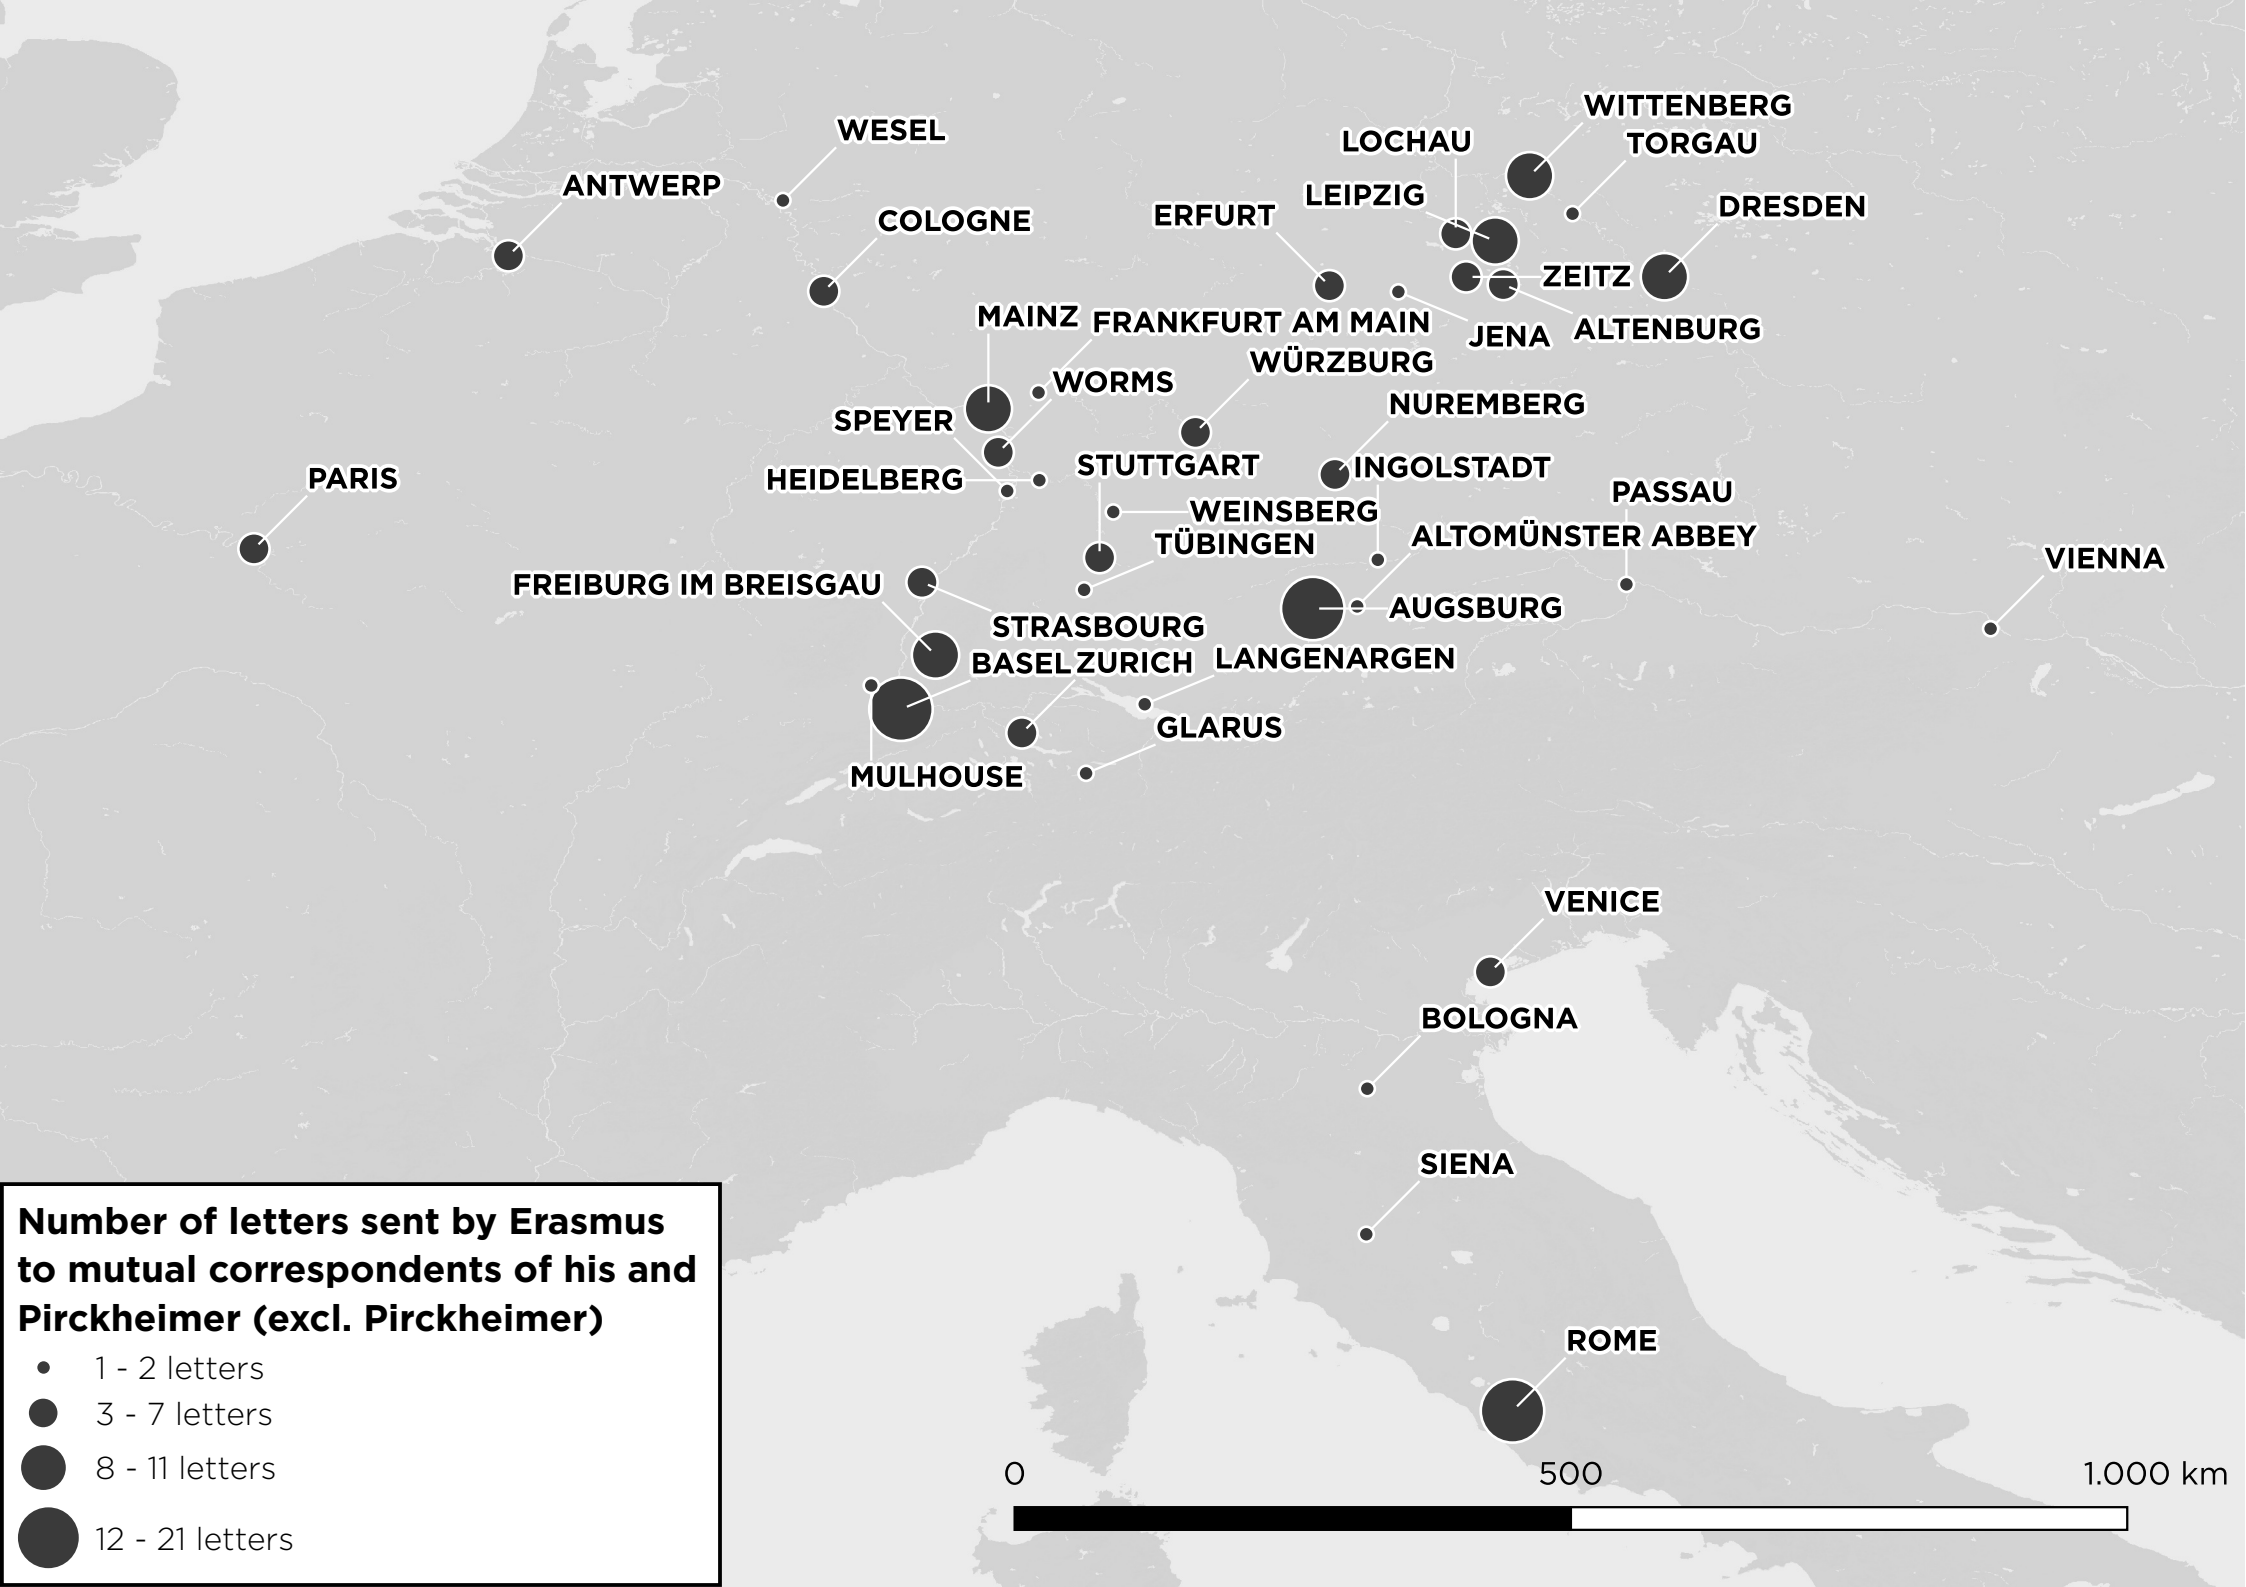 WITTENBERG
WESEL
LOCHAU
TORGAU
ANTWERP
LEIPZIG
DRESDEN
COLOGNE
ERFURT
ZEITZ
MAINZ
FRANKFURT AM MAIN
JENA
ALTENBURG
WÜRZBURG
WORMS
NUREMBERG
SPEYER
STUTTGART
INGOLSTADT
PARIS
HEIDELBERG
PASSAU
WEINSBERG
ALTOMÜNSTER ABBEY
TÜBINGEN
VIENNA
FREIBURG IM BREISGAU
AUGSBURG
STRASBOURG
BASEL
ZURICH
LANGENARGEN
GLARUS
MULHOUSE
VENICE
BOLOGNA
SIENA
ROME
Number of letters sent by Erasmus
to mutual correspondents of his and
Pirckheimer (excl. Pirckheimer)
1 - 2 letters
3 - 7 letters
8 - 11 letters
12 - 21 letters
0 500 1.000 km